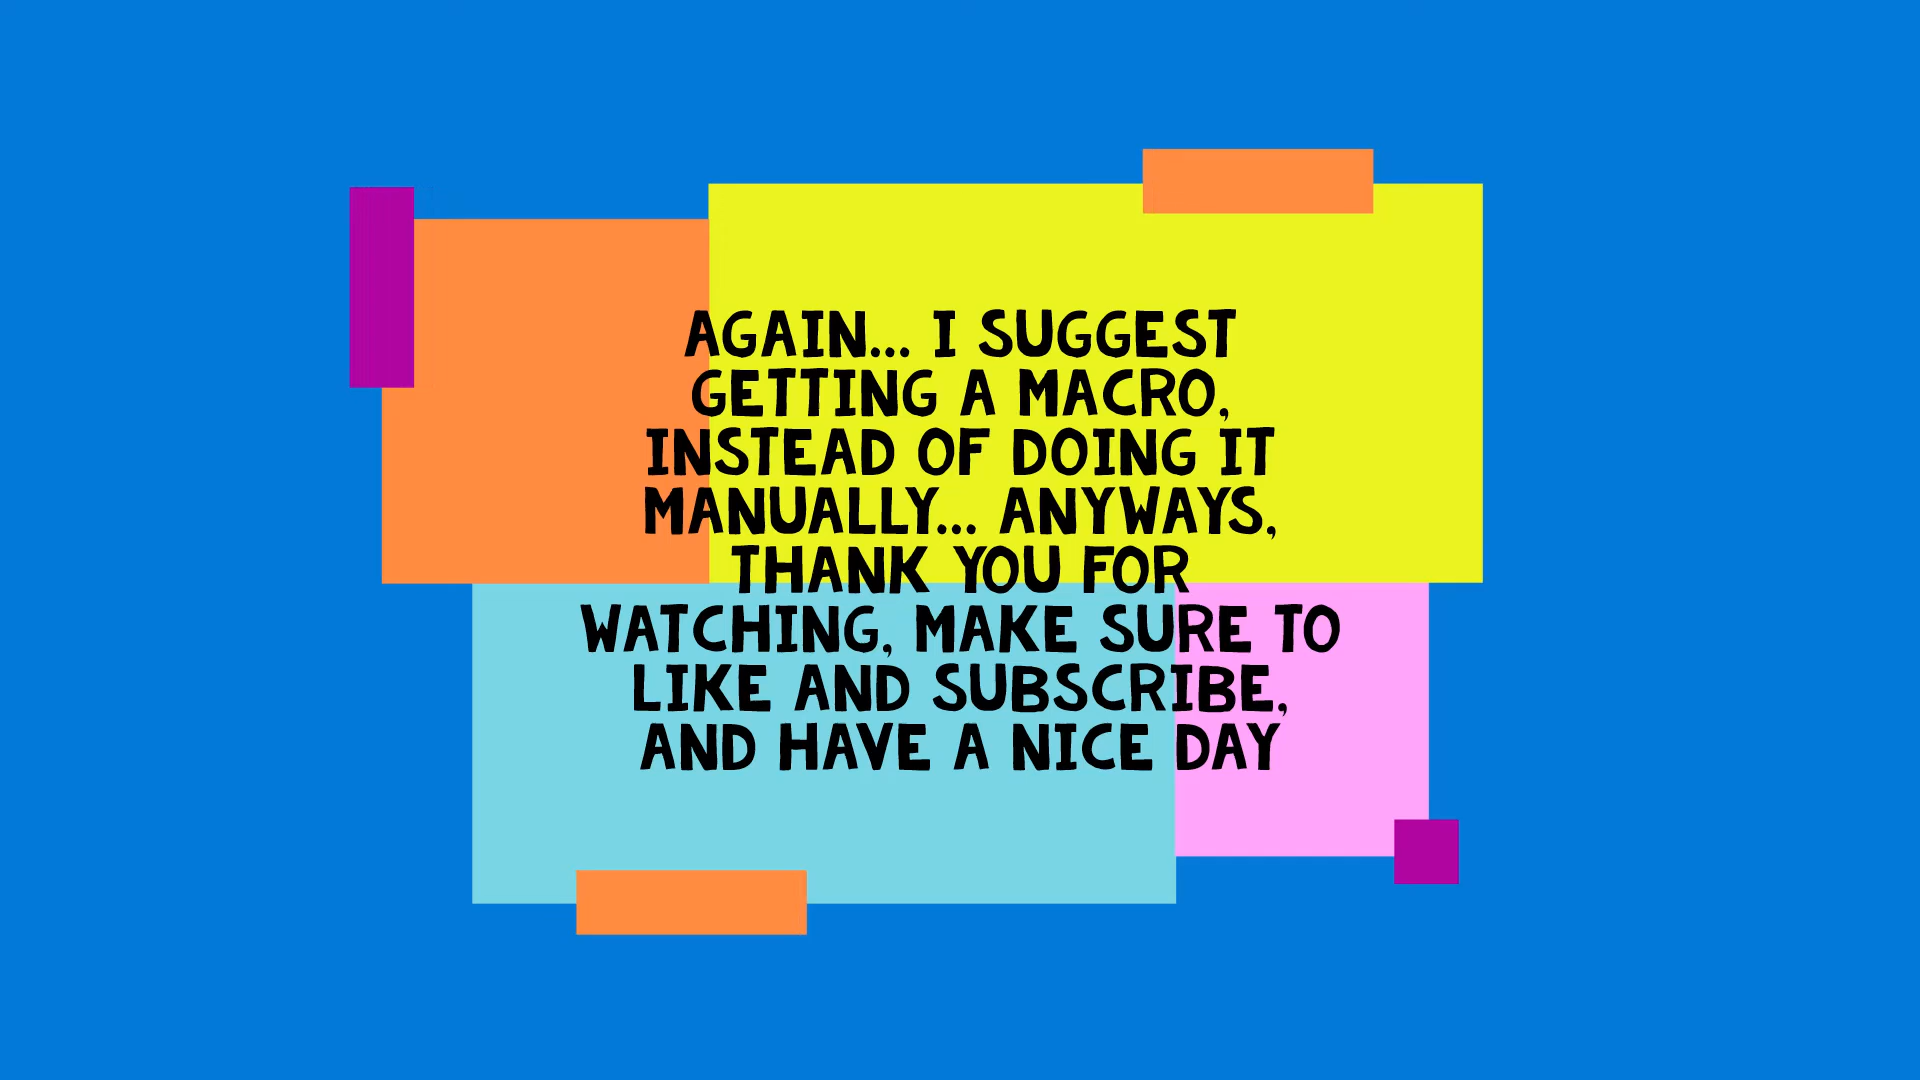 AGAIN... I SUGGEST
GETTING A MACRO,
INSTEAD OF DOING IT
MANUALLY... ANYWAYS,
THANK YOU FOR
WATCHING, MAKE SURE TO
LIKE AND SUBSCRIBE,
AND HAVE A NICE DAY